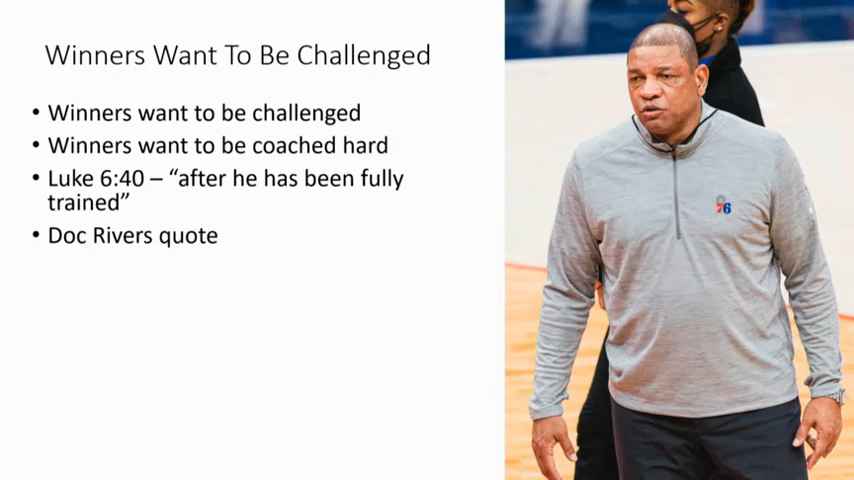 Winners Want To Be Challenged
• Winners want to be challenged
• Winners want to be coached hard
• Luke 6:40 – “after he has been fully
trained”
• Doc Rivers quote
76